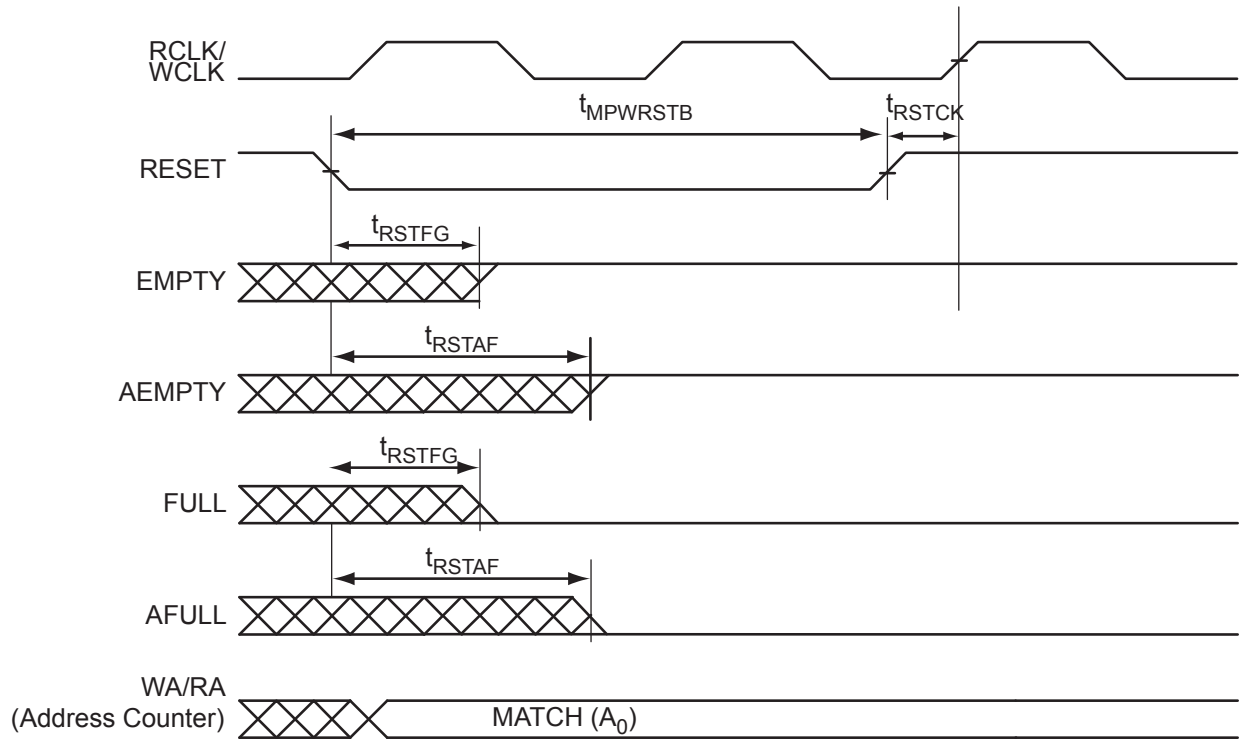 RCLK/
WCLK
tMPWRSTB
tRSTCK
RESET
tRSTFG
EMPTY
tRSTAF
AEMPTY
tRSTFG
FULL
tRSTAF
AFULL
WA/RA
(Address Counter)
MATCH (A0)